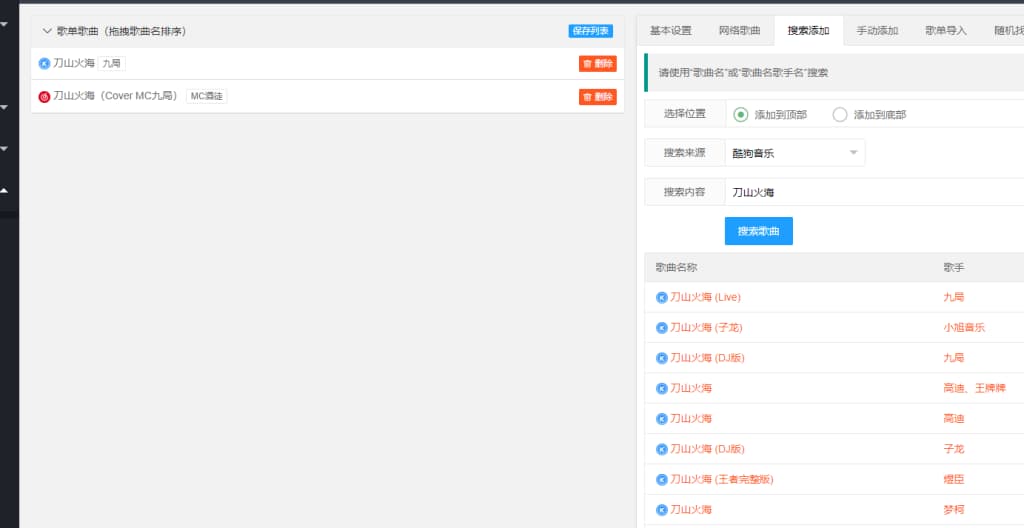 歌单歌曲（拖拽歌曲名排序）
保存列表
刀山火海 九局
删除
刀山火海（Cover MC九局） MC酒徒
删除
基本设置 网络歌曲 搜索添加 手动添加 歌单导入 随机找
请使用"歌曲名"或"歌曲名歌手名"搜索
选择位置 添加到顶部 添加到底部
搜索来源 酷狗音乐
搜索内容 刀山火海
搜索歌曲
歌曲名称 歌手
刀山火海 (Live) 九局
刀山火海 (子龙) 小旭音乐
刀山火海 (DJ版) 九局
刀山火海 高迪、王牌牌
刀山火海 高迪
刀山火海 (DJ版) 子龙
刀山火海 (王者完整版) 煜臣
刀山火海 梦柯